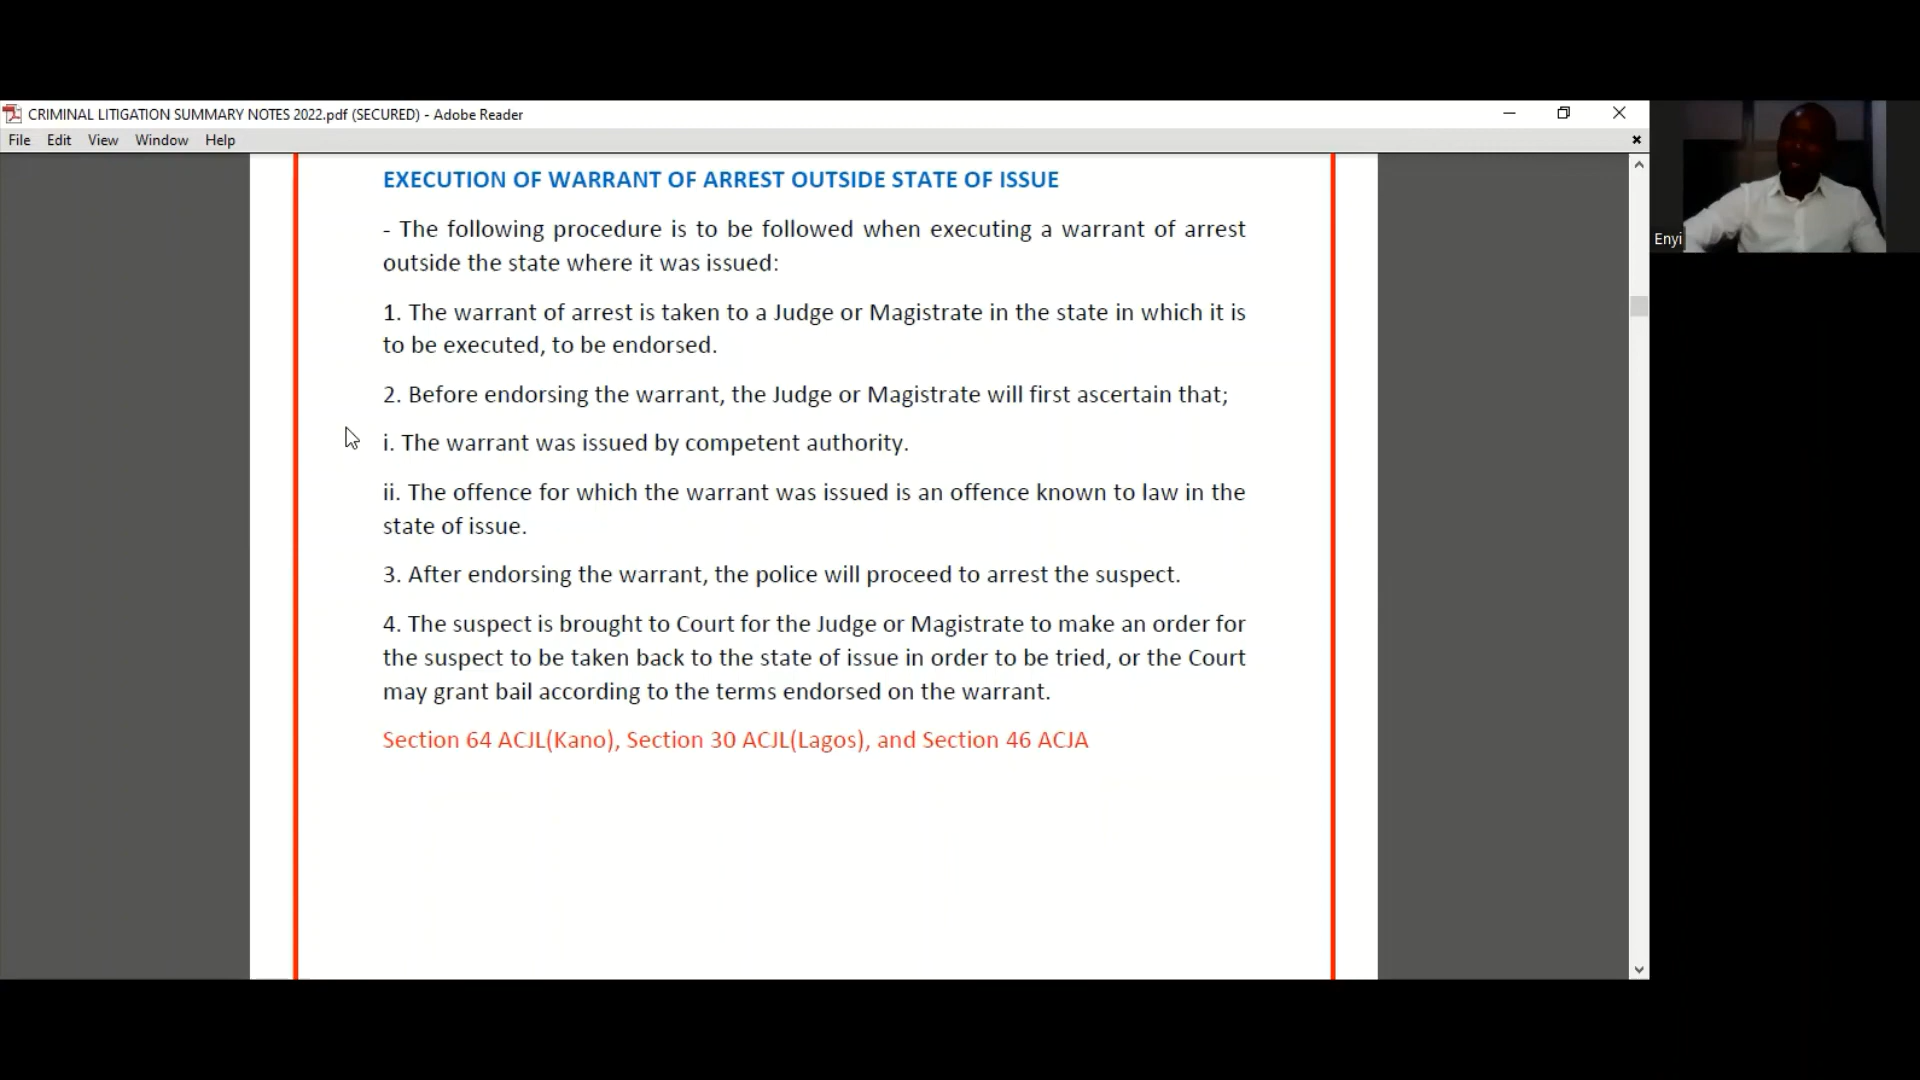 CRIMINAL LITIGATION SUMMARY NOTES 2022.pdf (SECURED) - Adobe Reader
File Edit View Window Help
EXECUTION OF WARRANT OF ARREST OUTSIDE STATE OF ISSUE
- The following procedure is to be followed when executing a warrant of arrest
outside the state where it was issued:
1. The warrant of arrest is taken to a Judge or Magistrate in the state in which it is
to be executed, to be endorsed.
2. Before endorsing the warrant, the Judge or Magistrate will first ascertain that;
i. The warrant was issued by competent authority.
ii. The offence for which the warrant was issued is an offence known to law in the
state of issue.
3. After endorsing the warrant, the police will proceed to arrest the suspect.
4. The suspect is brought to Court for the Judge or Magistrate to make an order for
the suspect to be taken back to the state of issue in order to be tried, or the Court
may grant bail according to the terms endorsed on the warrant.
Section 64 ACJL(Kano), Section 30 ACJL(Lagos), and Section 46 ACJA
Enyi